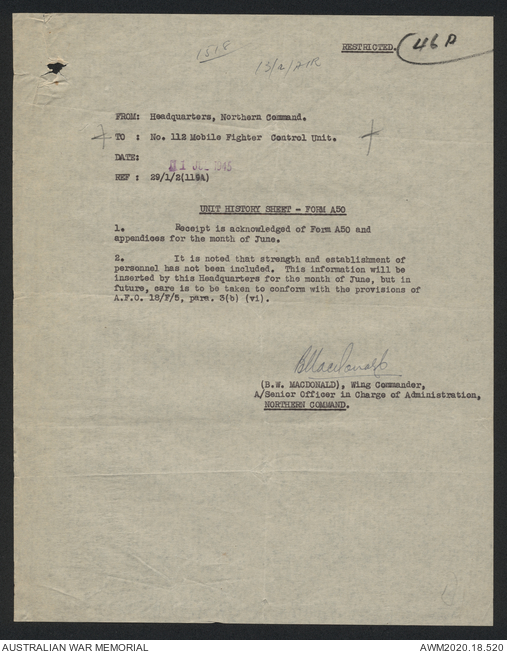 RESTRICTED.
46A
1518
13/2/AIR
FROM: Headquarters, Northern Command.
TO : No. 112 Mobile Fighter Control Unit.
DATE:
1945
REF : 29/1/2(119A)
UNIT HISTORY SHEET - FORM A50
1. Receipt is acknowledged of Form A50 and
appendices for the month of June.
2. It is noted that strength and establishment of
personnel has not been included. This information will be
inserted by this Headquarters for the month of June, but in
future, care is to be taken to conform with the provisions of
A.F.O. 18/F/5, para. 3(b) (vi).
BMacdonald
(B.W. MACDONALD), Wing Commander,
A/Senior Officer in Charge of Administration,
NORTHERN COMMAND.
AUSTRALIAN WAR MEMORIAL
AWM2020.18.520